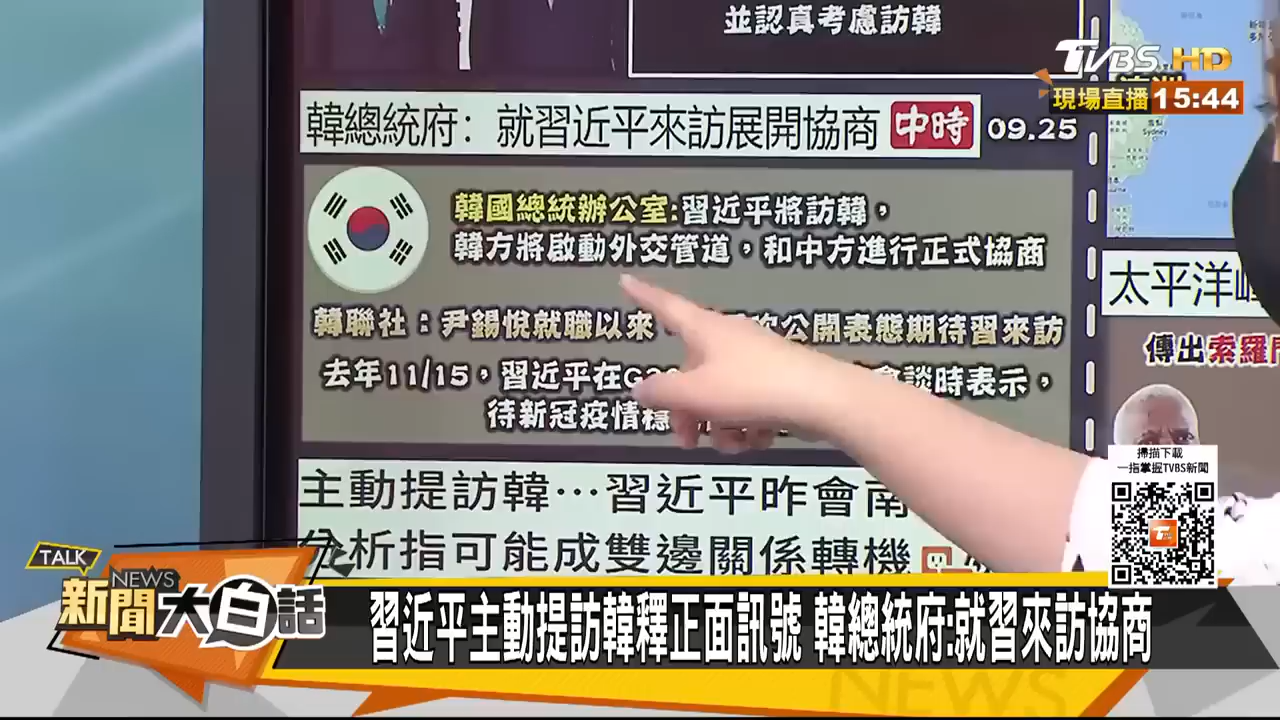 並認真考慮訪韓
TVBS HD
現場直播 15:44
韓總統府：就習近平來訪展開協商 中時 09.25
韓國總統辦公室:習近平將訪韓，
韓方將啟動外交管道，和中方進行正式協商
韓聯社：尹錫悅就職以來
公開表態期待習來訪
去年11/15，習近平在G2
會談時表示，
待新冠疫情穩
主動提訪韓…習近平昨會南
分析指可能成雙邊關係轉機
Sydney
太平洋峰
傳出索羅門
掃描下載
一指掌握TVBS新聞
TALK
NEWS
新聞大白話
習近平主動提訪韓釋正面訊號 韓總統府:就習來訪協商
NEWS